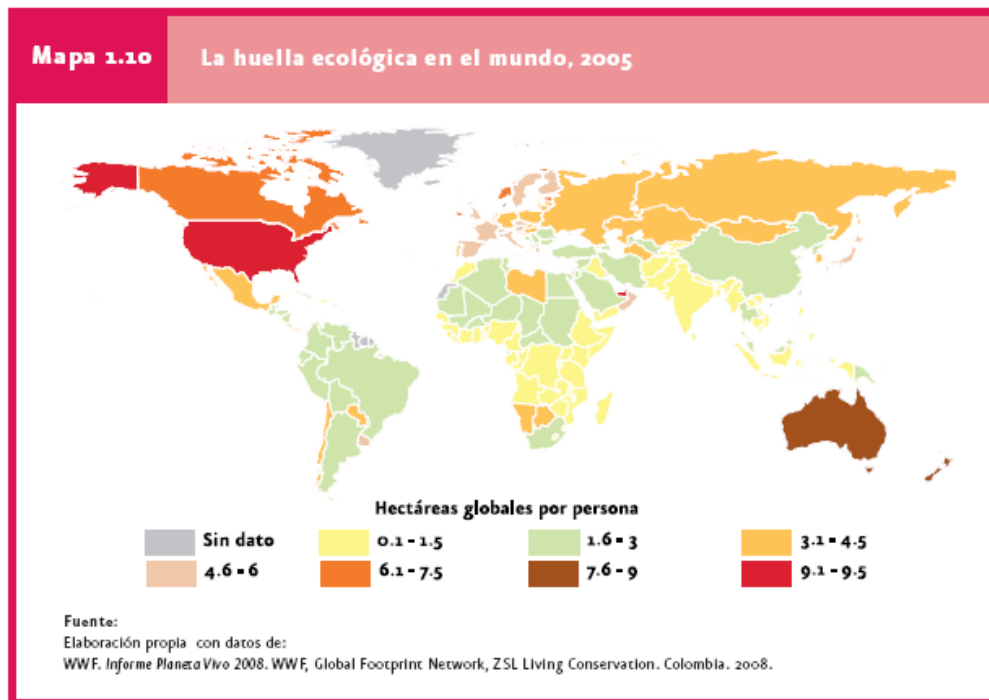 Mapa 1.10
La huella ecológica en el mundo, 2005
Hectáreas globales por persona
Sin dato
0.1 - 1.5
1.6 - 3
3.1 - 4.5
4.6 - 6
6.1 - 7.5
7.6 - 9
9.1 - 9.5
Fuente:
Elaboración propia con datos de:
WWF. Informe Planeta Vivo 2008. WWF, Global Footprint Network, ZSL Living Conservation. Colombia. 2008.